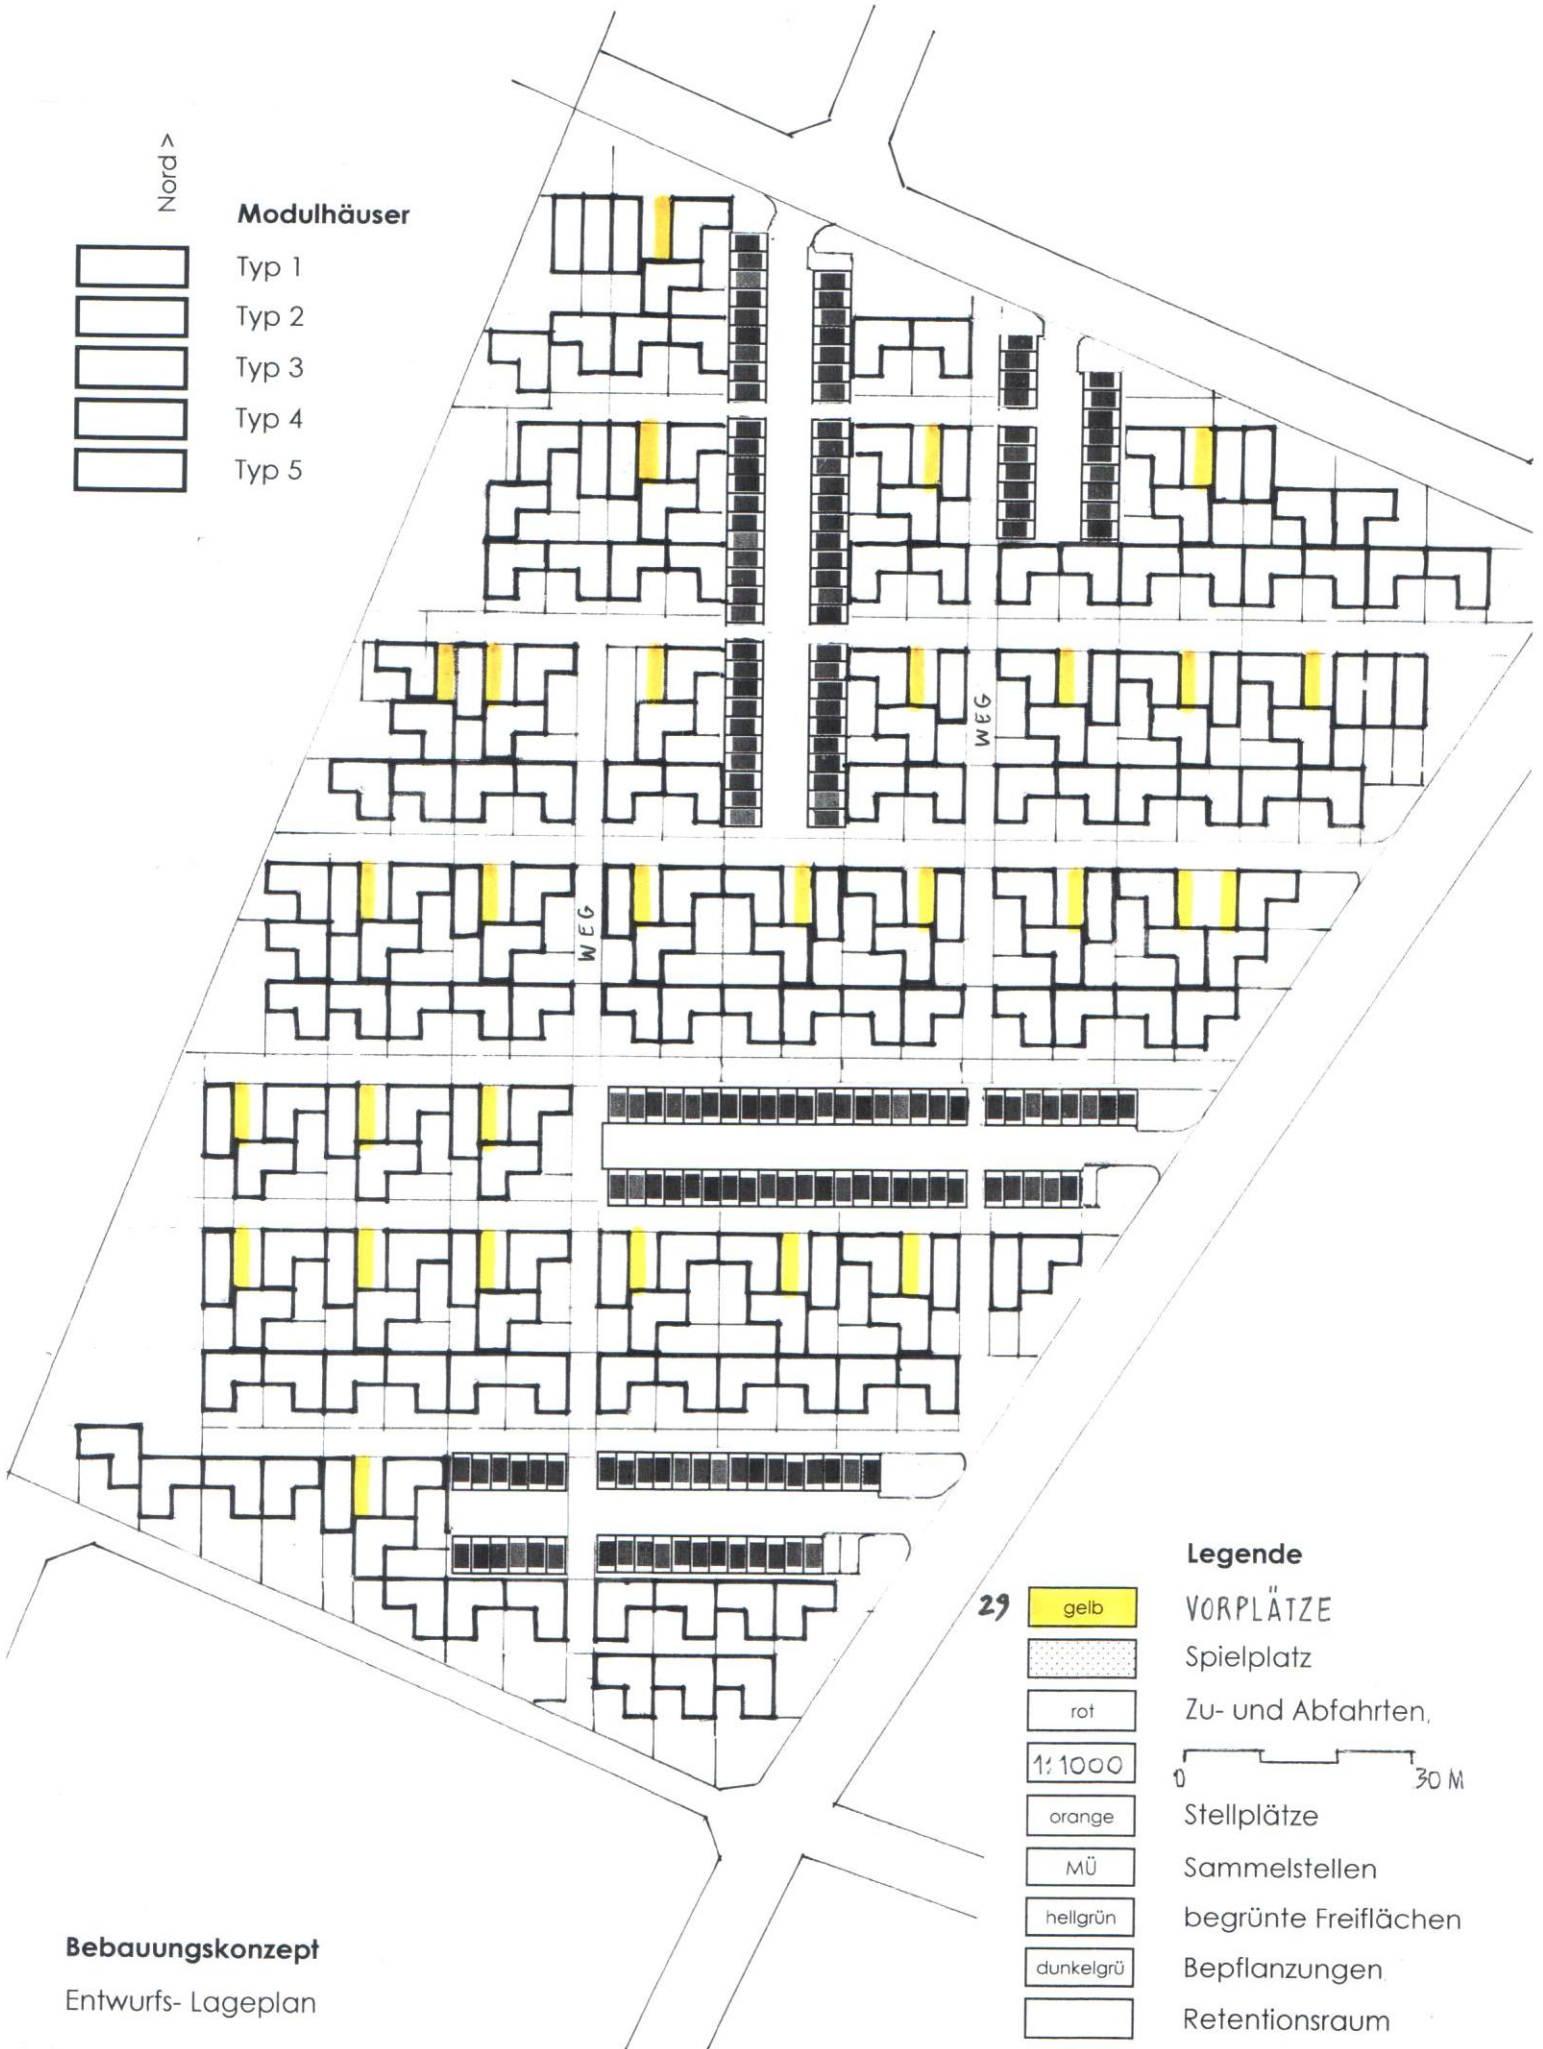 Nord >
Modulhäuser
Typ 1
Typ 2
Typ 3
Typ 4
Typ 5
WEG
WEG
Legende
29 gelb VORPLÄTZE
Spielplatz
rot Zu- und Abfahrten,
1:1000 0 30 M
orange Stellplätze
MÜ Sammelstellen
hellgrün begrünte Freiflächen
dunkelgrü Bepflanzungen
Retentionsraum
Bebauungskonzept
Entwurfs- Lageplan